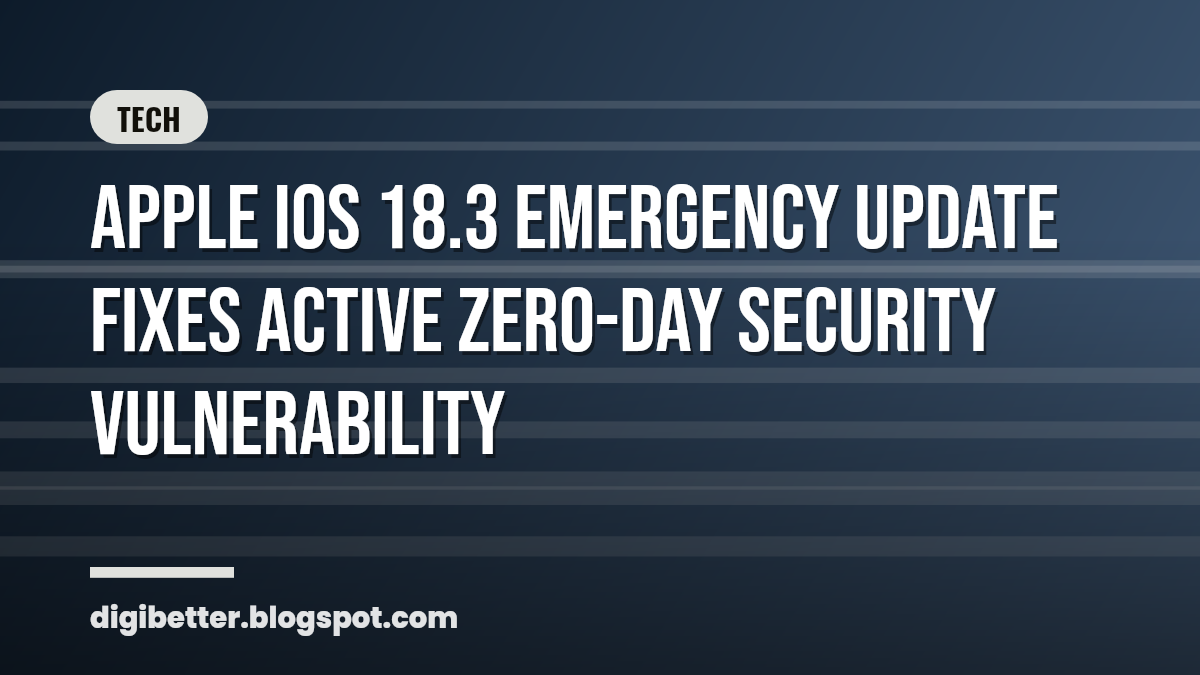 TECH
APPLE IOS 18.3 EMERGENCY UPDATE
FIXES ACTIVE ZERO-DAY SECURITY
VULNERABILITY
digibetter.blogspot.com